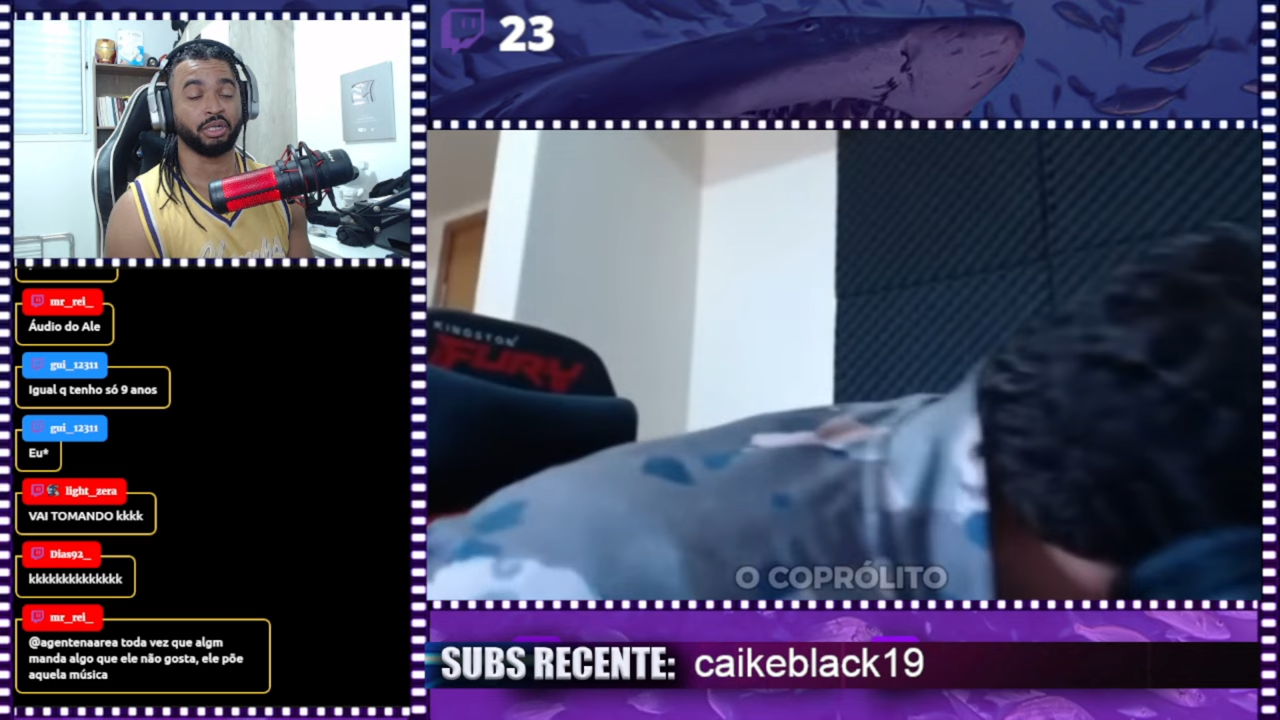 23
mr_rei_
Áudio do Ale
gui_12311
Igual q tenho só 9 anos
gui_12311
Eu*
light_zera
VAI TOMANDO kkkk
Dias92_
kkkkkkkkkkkkkk
mr_rei_
@agentenaarea toda vez que algm
manda algo que ele não gosta, ele põe
aquela música
KINGSTON
FURY
O COPRÓLITO
SUBS RECENTE: caikeblack19